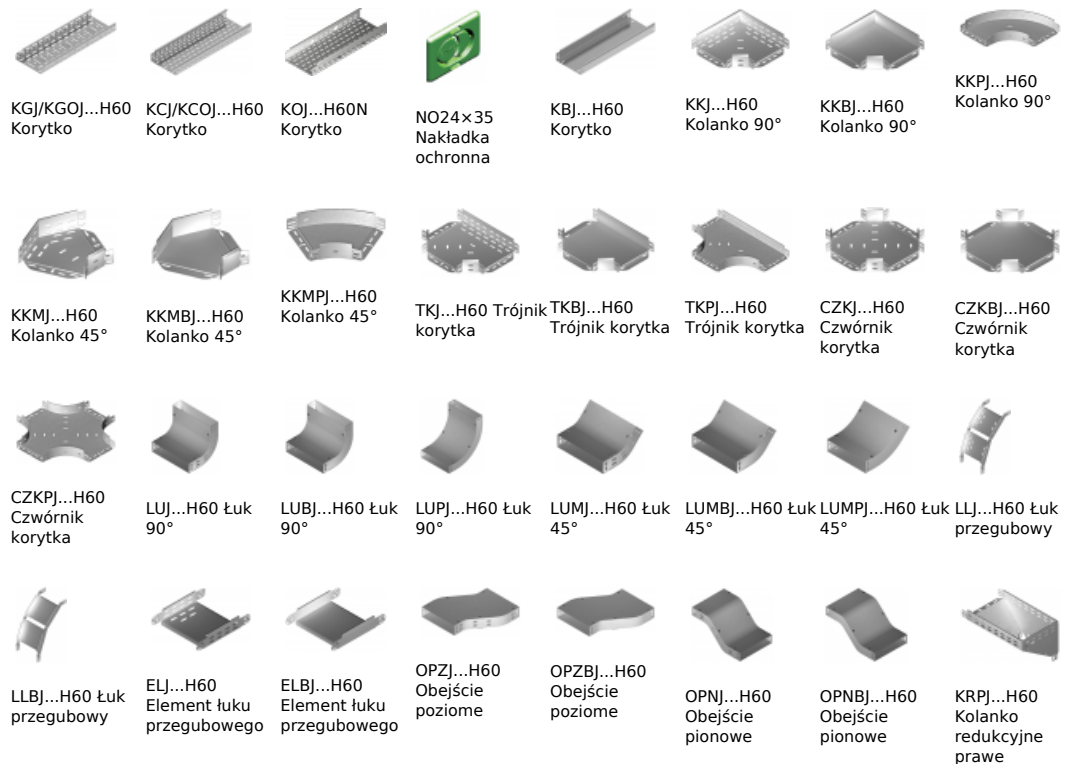 KGJ/KGOJ...H60
Korytko
KCJ/KCOJ...H60
Korytko
KOJ...H60N
Korytko
NO24×35
Nakładka
ochronna
KBJ...H60
Korytko
KKJ...H60
Kolanko 90°
KKBJ...H60
Kolanko 90°
KKPJ...H60
Kolanko 90°
KKMJ...H60
Kolanko 45°
KKMBJ...H60
Kolanko 45°
KKMPJ...H60
Kolanko 45°
TKJ...H60 Trójnik
korytka
TKBJ...H60
Trójnik korytka
TKPJ...H60
Trójnik korytka
CZKJ...H60
Czwórnik
korytka
CZKBJ...H60
Czwórnik
korytka
CZKPJ...H60
Czwórnik
korytka
LUJ...H60 Łuk
90°
LUBJ...H60 Łuk
90°
LUPJ...H60 Łuk
90°
LUMJ...H60 Łuk
45°
LUMBJ...H60 Łuk
45°
LUMPJ...H60 Łuk
45°
LLJ...H60 Łuk
przegubowy
LLBJ...H60 Łuk
przegubowy
ELJ...H60
Element łuku
przegubowego
ELBJ...H60
Element łuku
przegubowego
OPZJ...H60
Obejście
poziome
OPZBJ...H60
Obejście
poziome
OPNJ...H60
Obejście
pionowe
OPNBJ...H60
Obejście
pionowe
KRPJ...H60
Kolanko
redukcyjne
prawe